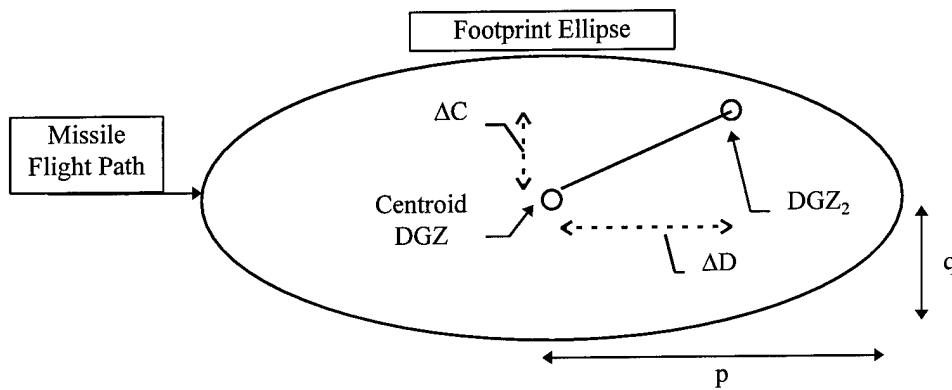 Footprint Ellipse
ΔC
Missile
Flight Path
Centroid
DGZ
DGZ₂
ΔD
q
p